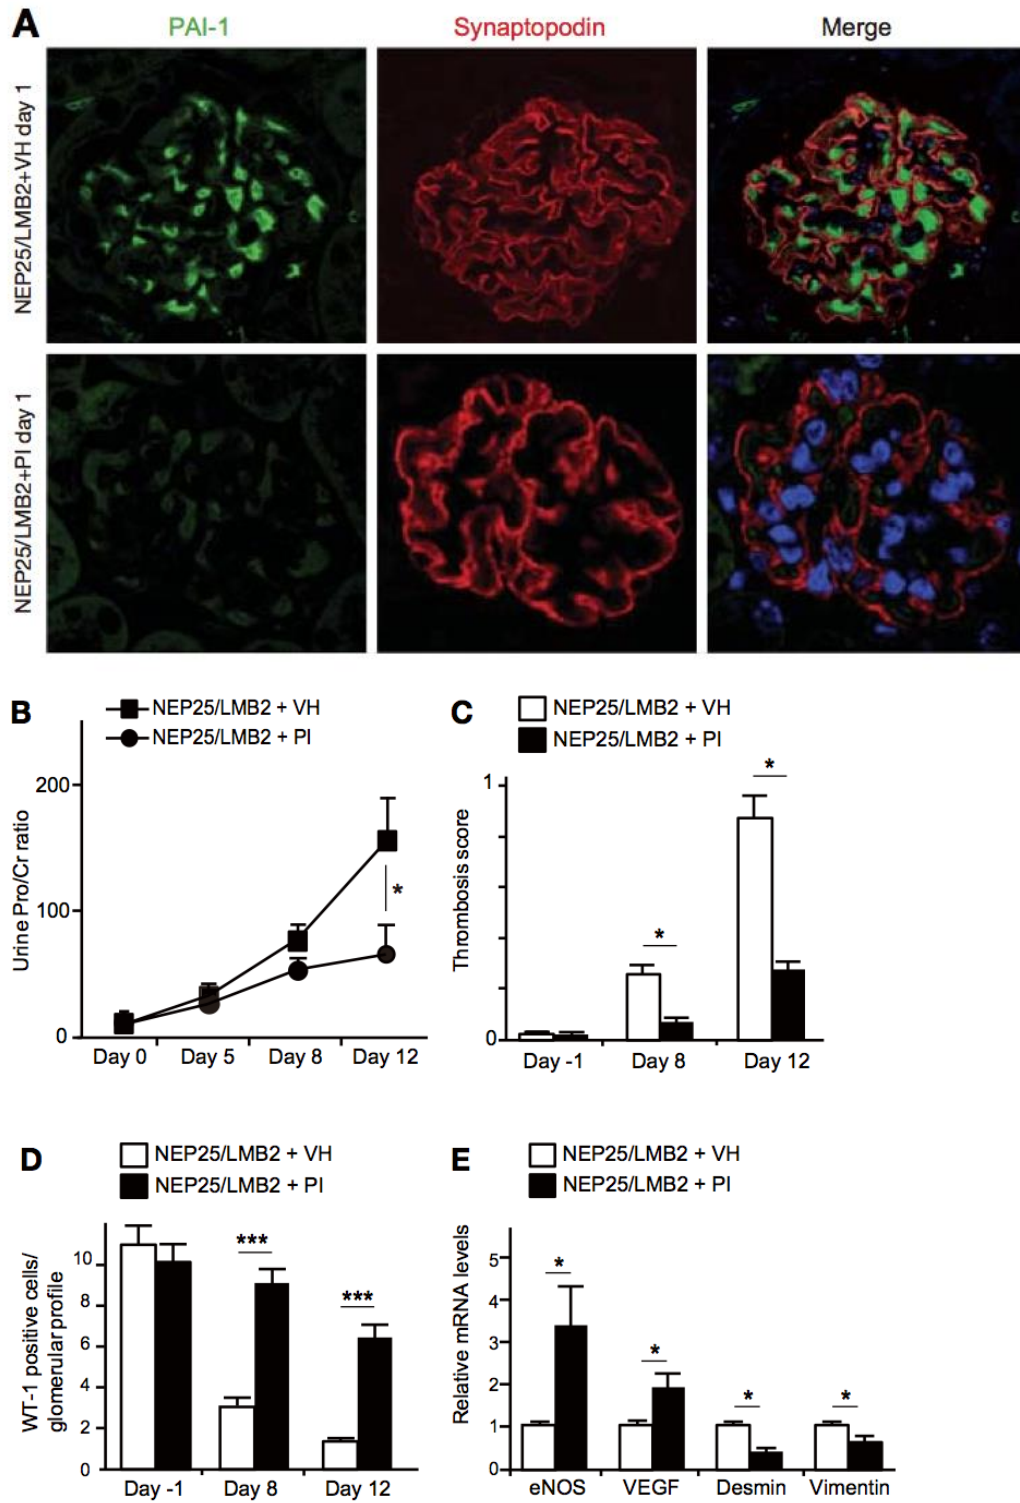 A
PAI-1
Synaptopodin
Merge
NEP25/LMB2+VH day 1
NEP25/LMB2+PI day 1
B
NEP25/LMB2 + VH
NEP25/LMB2 + PI
Urine Pro/Cr ratio
200
100
0
*
Day 0 Day 5 Day 8 Day 12
C
NEP25/LMB2 + VH
NEP25/LMB2 + PI
Thrombosis score
1
0
*
*
Day -1 Day 8 Day 12
D
NEP25/LMB2 + VH
NEP25/LMB2 + PI
WT-1 positive cells/
glomerular profile
10
8
6
4
2
0
***
***
Day -1 Day 8 Day 12
E
NEP25/LMB2 + VH
NEP25/LMB2 + PI
Relative mRNA levels
5
4
3
2
1
0
*
*
*
*
eNOS VEGF Desmin Vimentin